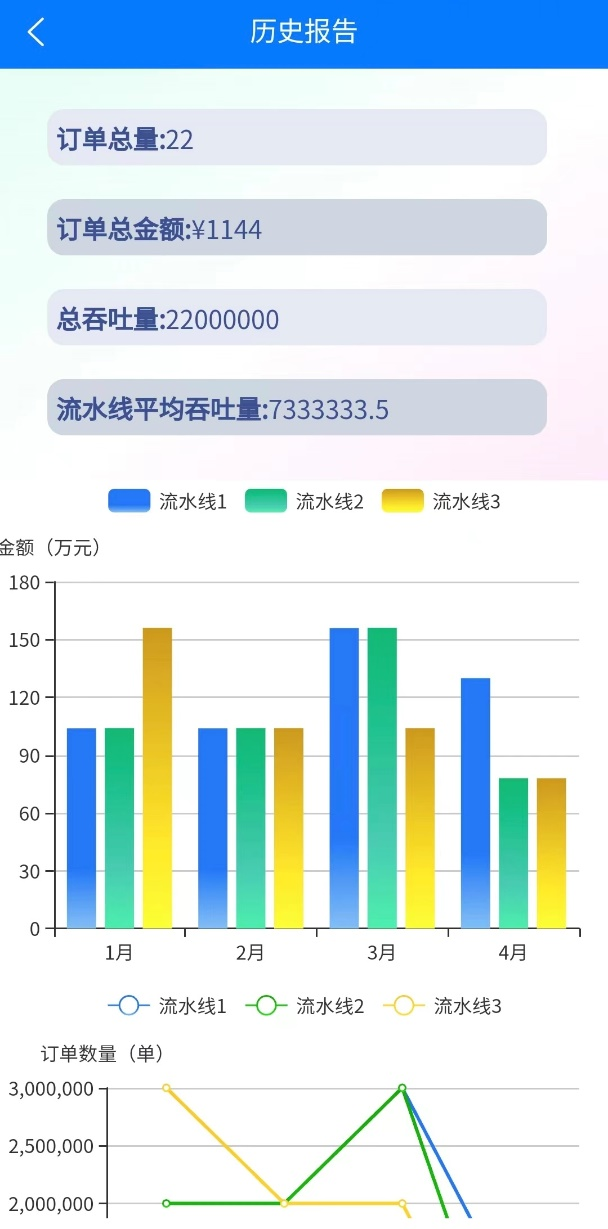 历史报告
订单总量:22
订单总金额:¥1144
总吞吐量:22000000
流水线平均吞吐量:7333333.5
流水线1 流水线2 流水线3
金额（万元）
180
150
120
90
60
30
0
1月 2月 3月 4月
流水线1 流水线2 流水线3
订单数量（单）
3,000,000
2,500,000
2,000,000